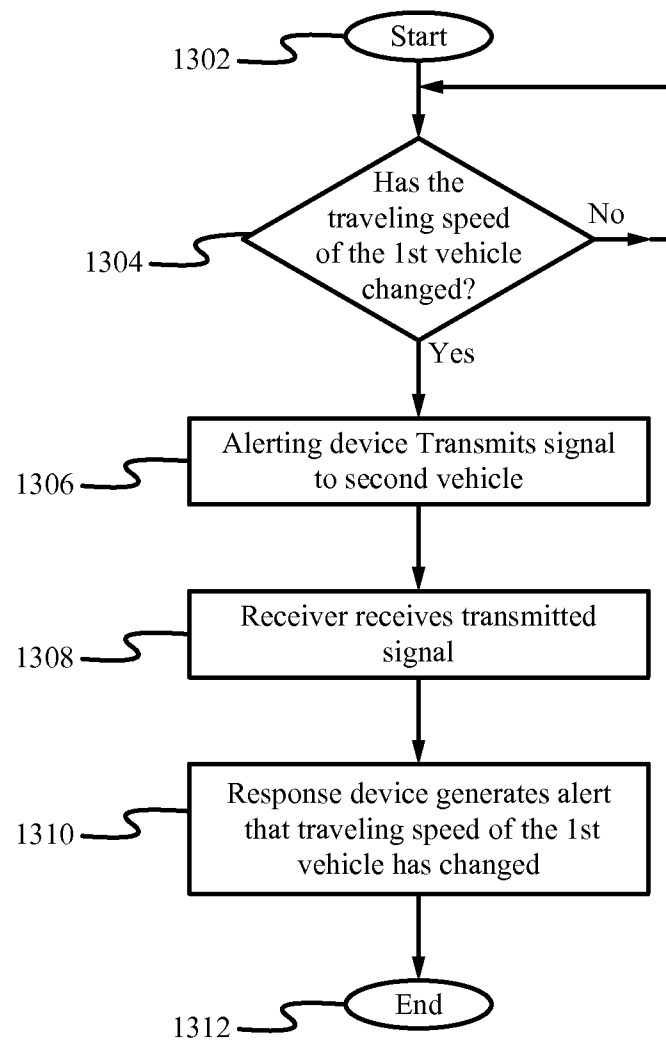 Start
1302
Has the
traveling speed
of the 1st vehicle
changed?
No
1304
Yes
Alerting device Transmits signal
to second vehicle
1306
Receiver receives transmitted
signal
1308
Response device generates alert
that traveling speed of the 1st
vehicle has changed
1310
End
1312